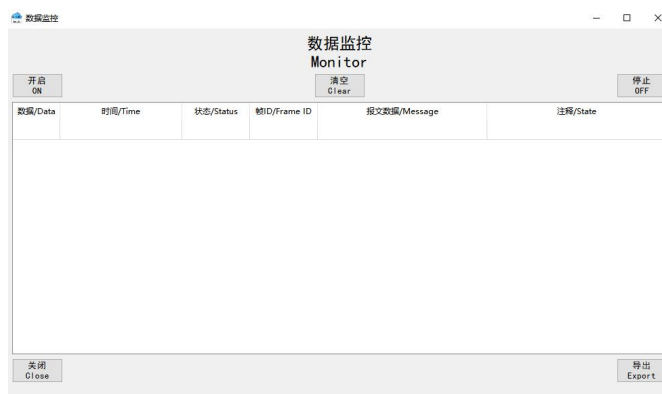 数据监控
数据监控
Monitor
开启
ON
清空
Clear
停止
OFF
数据/Data 时间/Time 状态/Status 帧ID/Frame ID 报文数据/Message 注释/State
关闭
Close
导出
Export